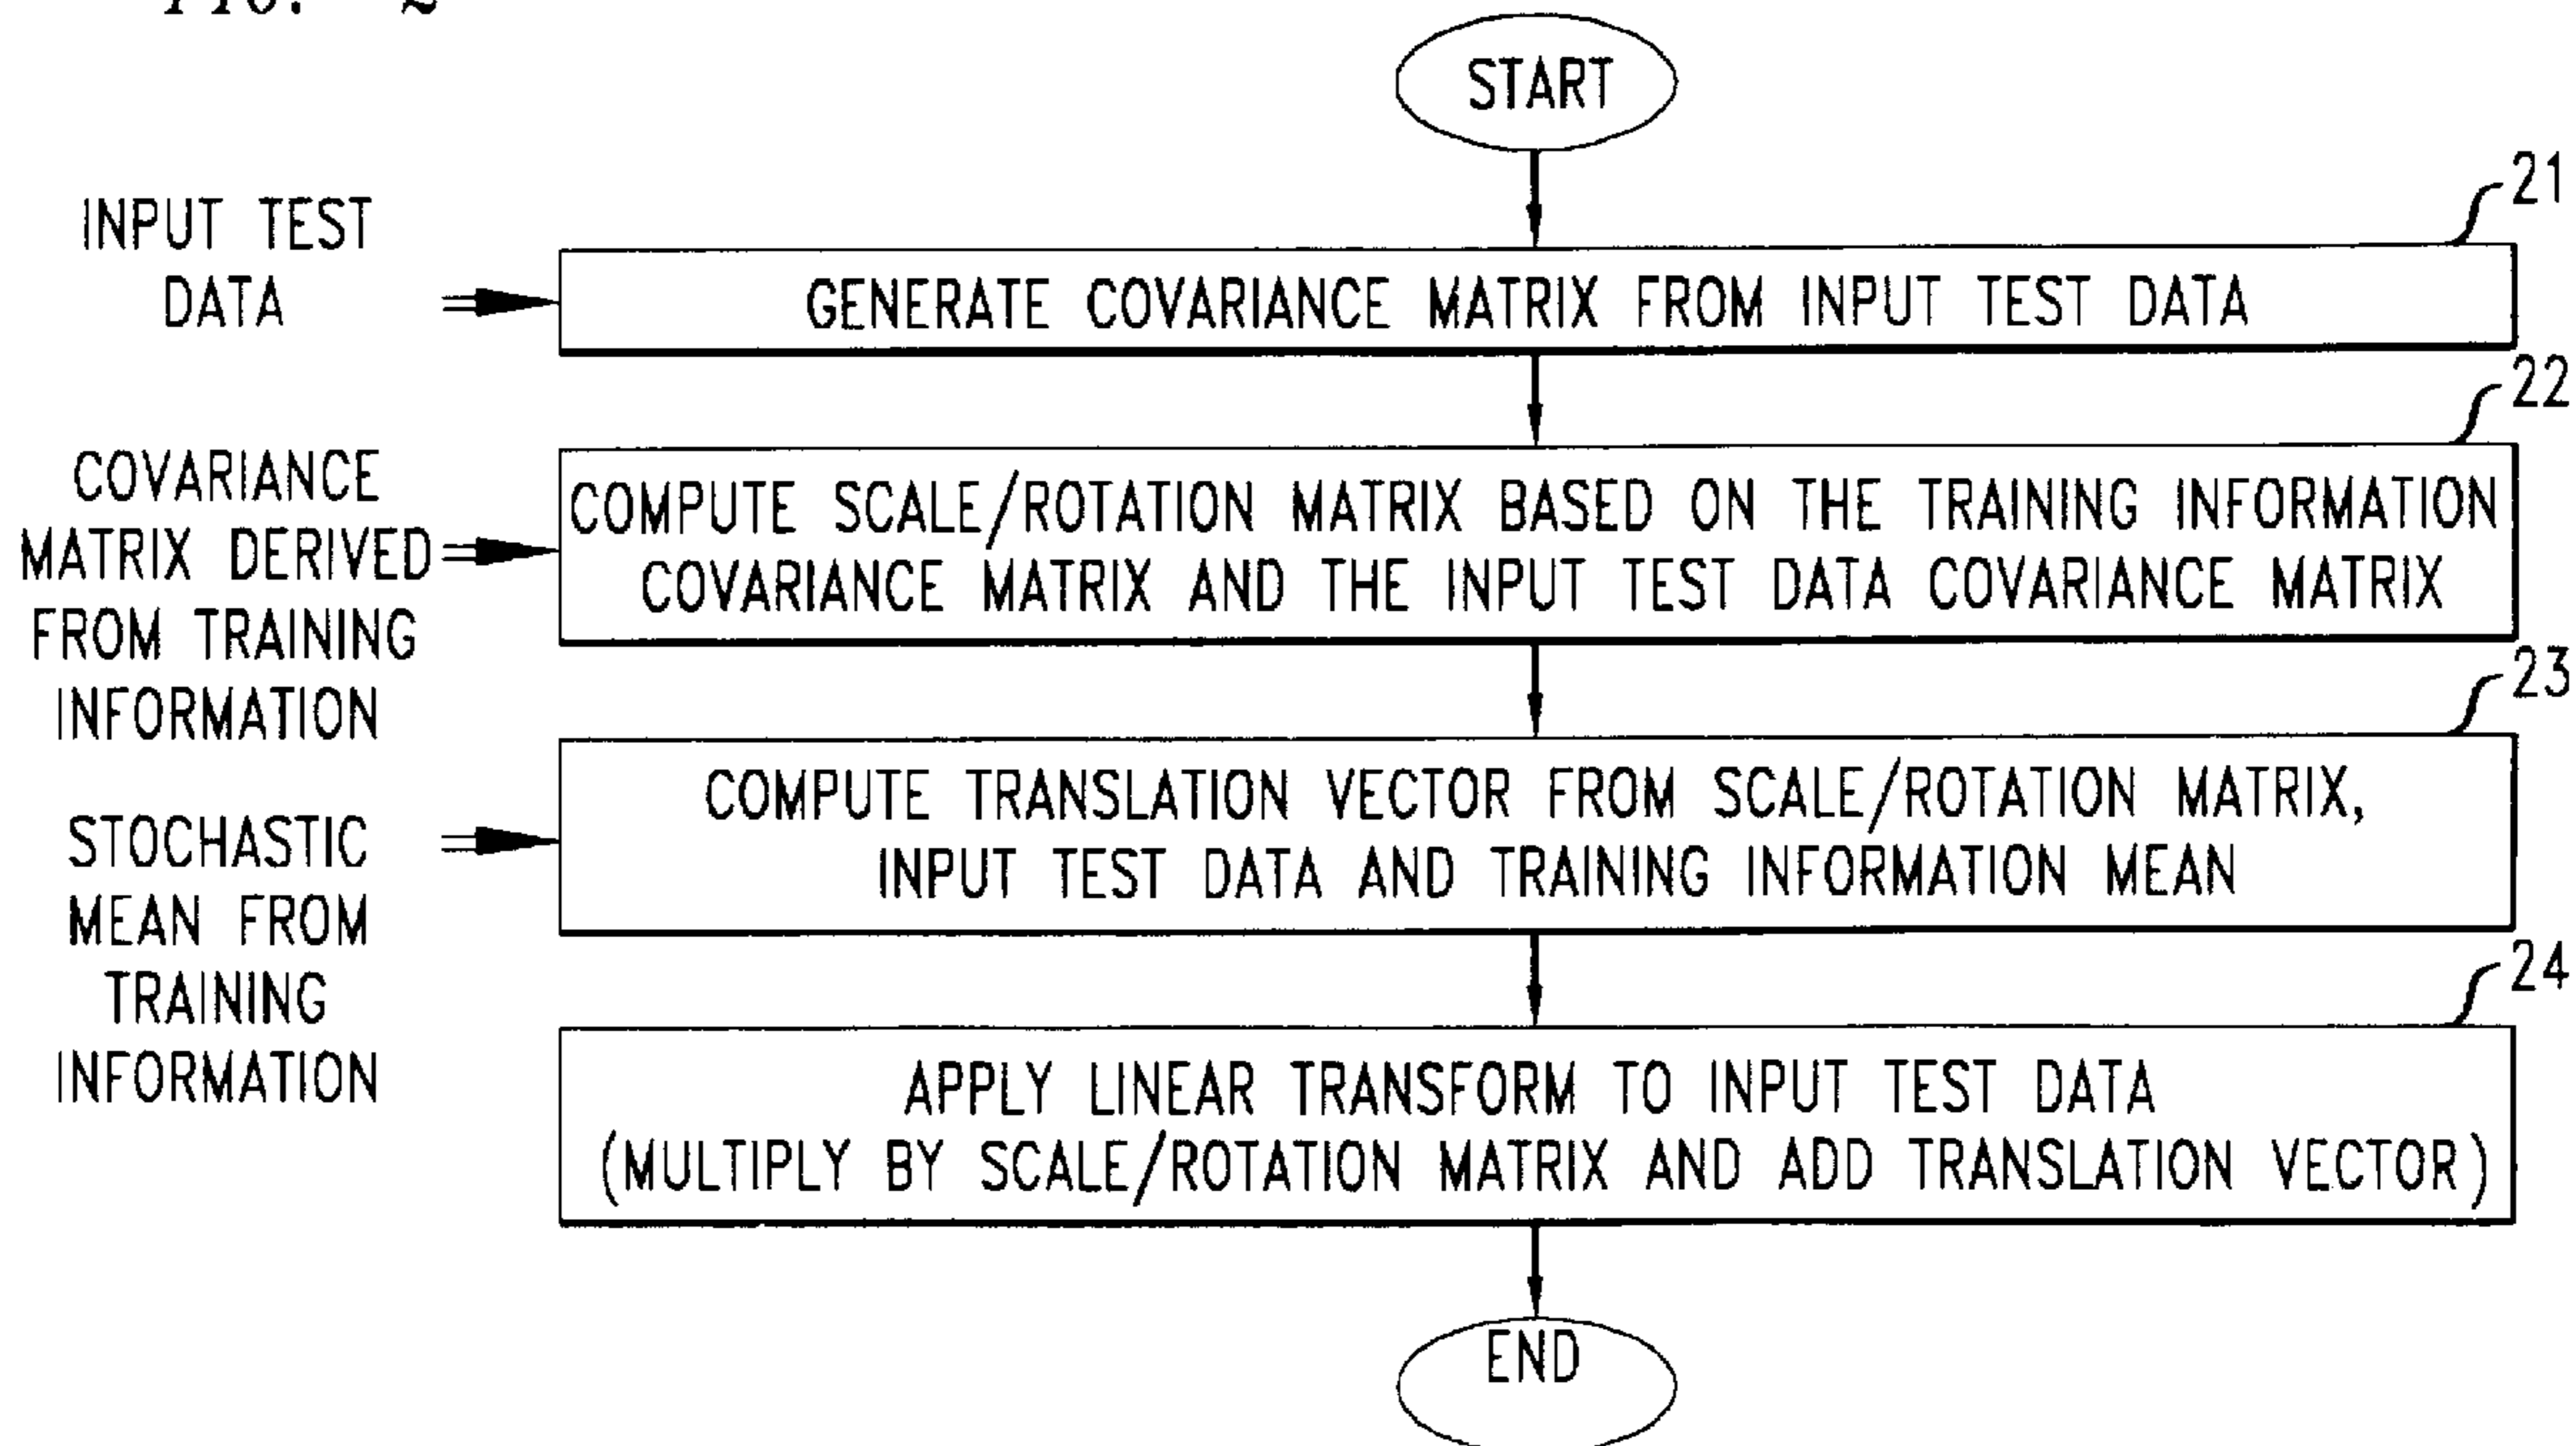 FIG. 2
START
21
INPUT TEST
DATA
GENERATE COVARIANCE MATRIX FROM INPUT TEST DATA
22
COVARIANCE
MATRIX DERIVED
FROM TRAINING
INFORMATION
COMPUTE SCALE/ROTATION MATRIX BASED ON THE TRAINING INFORMATION
COVARIANCE MATRIX AND THE INPUT TEST DATA COVARIANCE MATRIX
23
STOCHASTIC
MEAN FROM
TRAINING
INFORMATION
COMPUTE TRANSLATION VECTOR FROM SCALE/ROTATION MATRIX,
INPUT TEST DATA AND TRAINING INFORMATION MEAN
24
APPLY LINEAR TRANSFORM TO INPUT TEST DATA
(MULTIPLY BY SCALE/ROTATION MATRIX AND ADD TRANSLATION VECTOR)
END